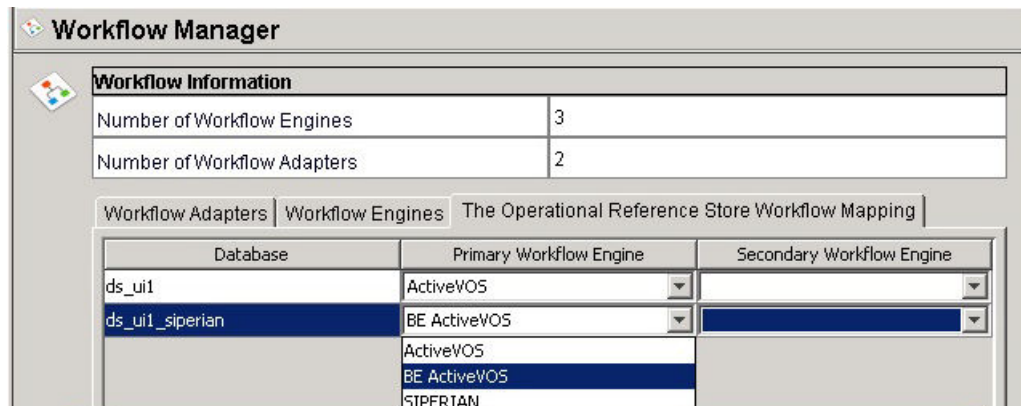 Workflow Manager
Workflow Information
Number of Workflow Engines 3
Number of Workflow Adapters 2
Workflow Adapters Workflow Engines The Operational Reference Store Workflow Mapping
Database Primary Workflow Engine Secondary Workflow Engine
ds_ui1 ActiveVOS
ds_ui1_siperian BE ActiveVOS
ActiveVOS
BE ActiveVOS
SIPERIAN